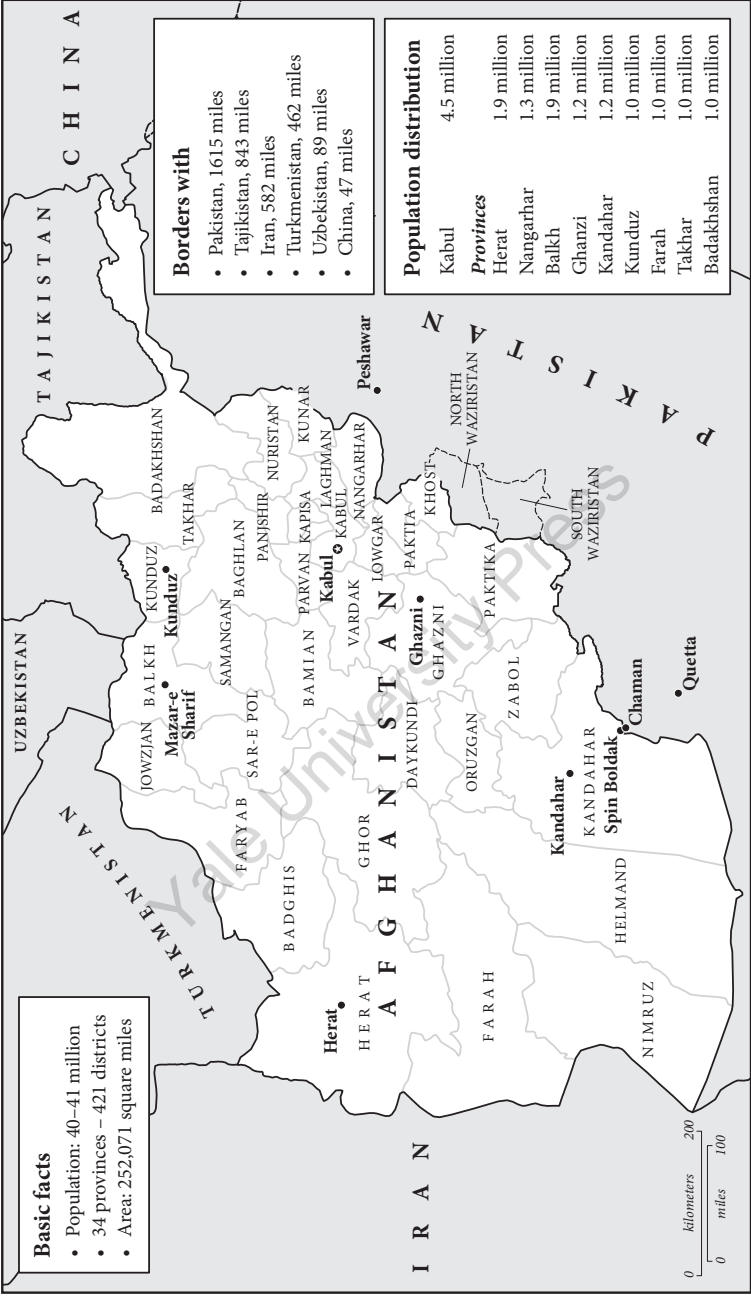 Basic facts
• Population: 40–41 million
• 34 provinces – 421 districts
• Area: 252,071 square miles
UZBEKISTAN
TAJIKISTAN
CHINA
TURKMENISTAN
Borders with
• Pakistan, 1615 miles
• Tajikistan, 843 miles
• Iran, 582 miles
• Turkmenistan, 462 miles
• Uzbekistan, 89 miles
• China, 47 miles
Population distribution
Kabul 4.5 million
Provinces
Herat 1.9 million
Nangarhar 1.3 million
Balkh 1.9 million
Ghanzi 1.2 million
Kandahar 1.2 million
Kunduz 1.0 million
Farah 1.0 million
Takhar 1.0 million
Badakhshan 1.0 million
JOWZJAN
BALKH
Mazar-e
Sharif
KUNDUZ
Kunduz
TAKHAR
BADAKHSHAN
FARYAB
SAR-E POL
SAMANGAN
BAGHLAN
PANJSHIR
NURISTAN
KUNAR
BADGHIS
BAMIAN
PARVAN
KAPISA
LAGHMAN
Kabul
KABUL
NANGARHAR
Peshawar
Herat
HERAT
GHOR
VARDAK
LOWGAR
AFGHANISTAN
DAYKUNDI
Ghazni
GHAZNI
PAKTIA
KHOST
NORTH
WAZIRISTAN
PAKISTAN
IRAN
FARAH
ORUZGAN
ZABOL
PAKTIKA
SOUTH
WAZIRISTAN
Kandahar
KANDAHAR
Spin Boldak
Chaman
Quetta
NIMRUZ
HELMAND
0 kilometers 200
0 miles 100
Yale University Press